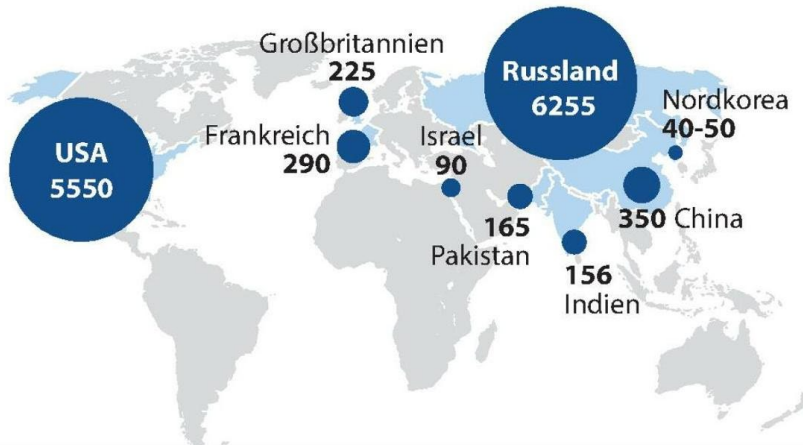 Großbritannien
225
Russland
6255
Nordkorea
40-50
USA
5550
Frankreich
290
Israel
90
165
Pakistan
156
Indien
350 China